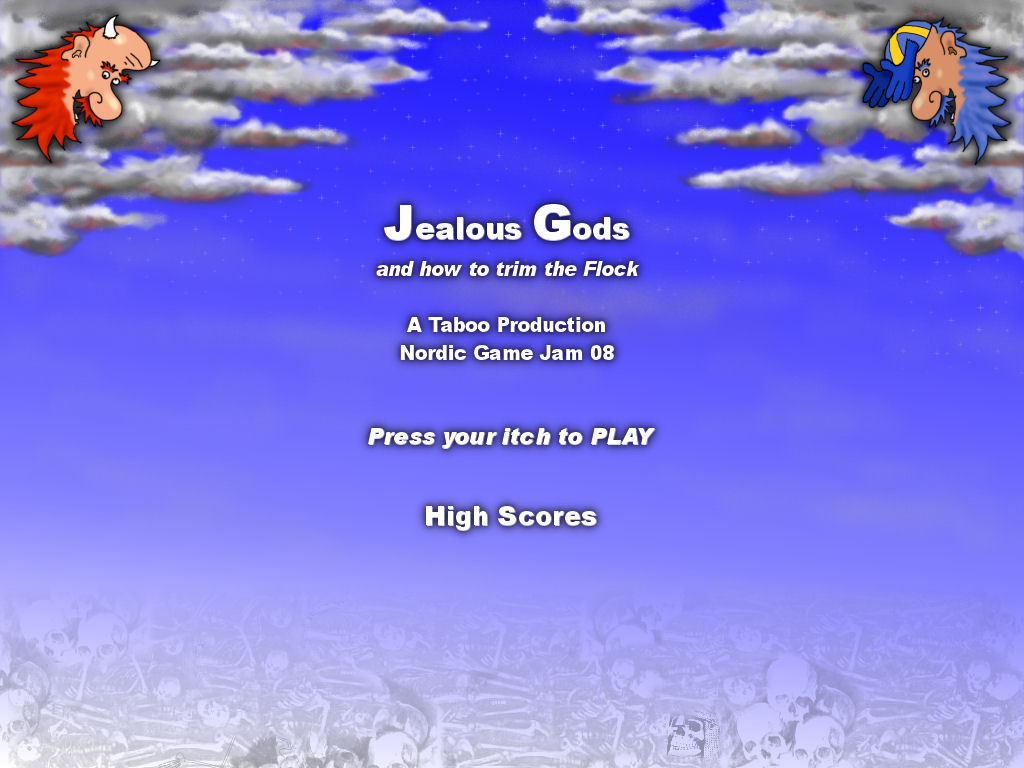 Jealous Gods
and how to trim the Flock
A Taboo Production
Nordic Game Jam 08
Press your itch to PLAY
High Scores